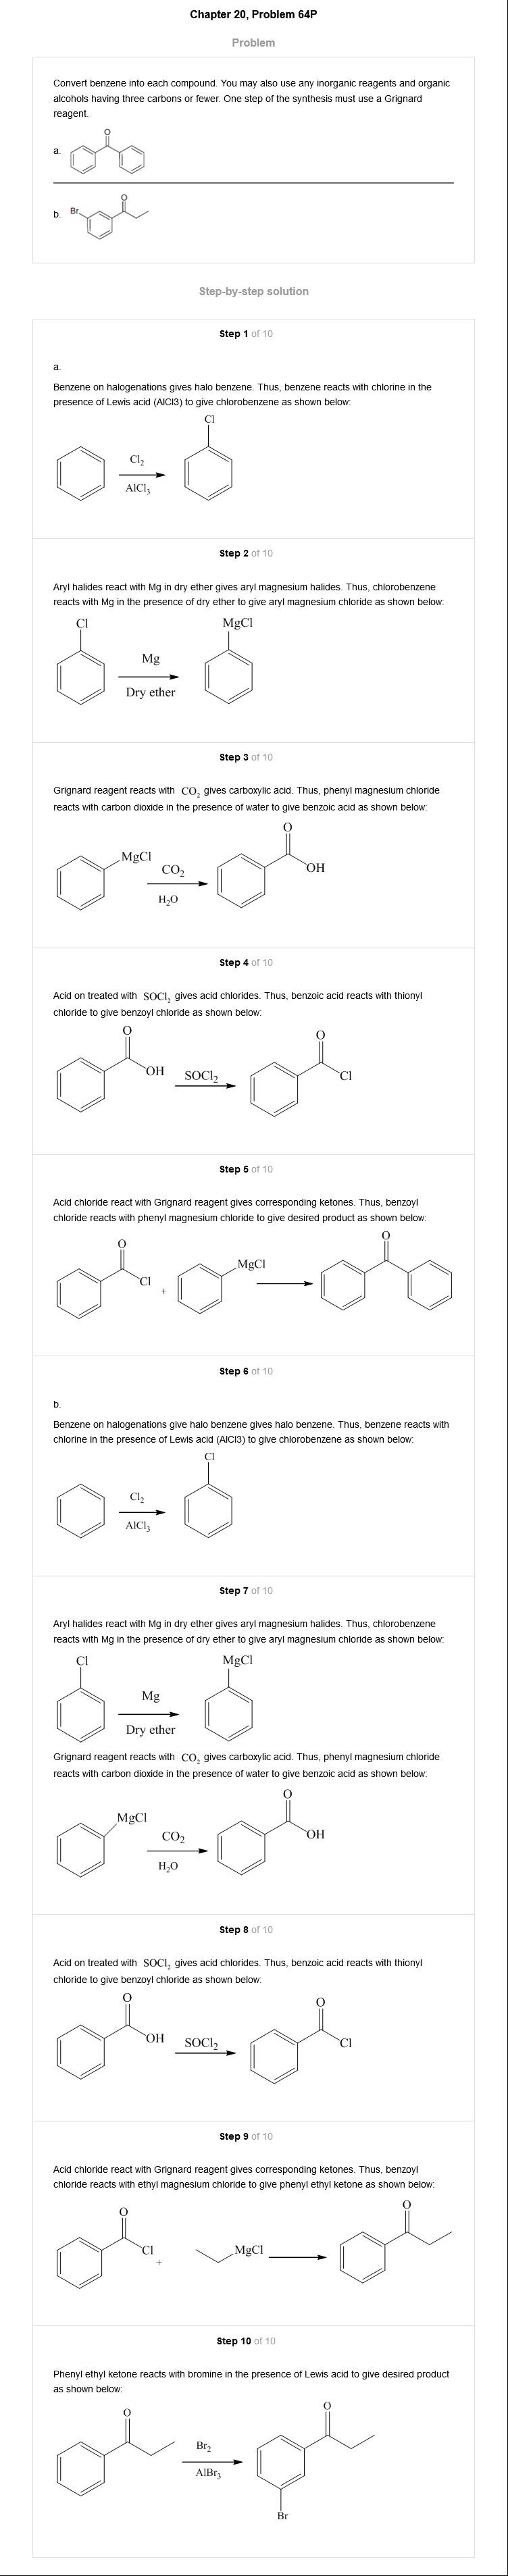 Chapter 20, Problem 64P
Problem
Convert benzene into each compound. You may also use any inorganic reagents and organic
alcohols having three carbons or fewer. One step of the synthesis must use a Grignard
reagent.
O
a.
O
b. Br
Step-by-step solution
Step 1 of 10
a.
Benzene on halogenations gives halo benzene. Thus, benzene reacts with chlorine in the
presence of Lewis acid (AlCl3) to give chlorobenzene as shown below:
Cl
Cl₂
AlCl₃
Step 2 of 10
Aryl halides react with Mg in dry ether gives aryl magnesium halides. Thus, chlorobenzene
reacts with Mg in the presence of dry ether to give aryl magnesium chloride as shown below:
Cl MgCl
Mg
Dry ether
Step 3 of 10
Grignard reagent reacts with CO₂ gives carboxylic acid. Thus, phenyl magnesium chloride
reacts with carbon dioxide in the presence of water to give benzoic acid as shown below:
O
MgCl
CO₂ OH
H₂O
Step 4 of 10
Acid on treated with SOCl₂ gives acid chlorides. Thus, benzoic acid reacts with thionyl
chloride to give benzoyl chloride as shown below:
O O
OH SOCl₂ Cl
Step 5 of 10
Acid chloride react with Grignard reagent gives corresponding ketones. Thus, benzoyl
chloride reacts with phenyl magnesium chloride to give desired product as shown below:
O O
MgCl
Cl
+
Step 6 of 10
b.
Benzene on halogenations give halo benzene gives halo benzene. Thus, benzene reacts with
chlorine in the presence of Lewis acid (AlCl3) to give chlorobenzene as shown below:
Cl
Cl₂
AlCl₃
Step 7 of 10
Aryl halides react with Mg in dry ether gives aryl magnesium halides. Thus, chlorobenzene
reacts with Mg in the presence of dry ether to give aryl magnesium chloride as shown below:
Cl MgCl
Mg
Dry ether
Grignard reagent reacts with CO₂ gives carboxylic acid. Thus, phenyl magnesium chloride
reacts with carbon dioxide in the presence of water to give benzoic acid as shown below:
O
MgCl
CO₂ OH
H₂O
Step 8 of 10
Acid on treated with SOCl₂ gives acid chlorides. Thus, benzoic acid reacts with thionyl
chloride to give benzoyl chloride as shown below:
O O
OH SOCl₂ Cl
Step 9 of 10
Acid chloride react with Grignard reagent gives corresponding ketones. Thus, benzoyl
chloride reacts with ethyl magnesium chloride to give phenyl ethyl ketone as shown below:
O O
Cl MgCl
+
Step 10 of 10
Phenyl ethyl ketone reacts with bromine in the presence of Lewis acid to give desired product
as shown below:
O O
Br₂
AlBr₃
Br